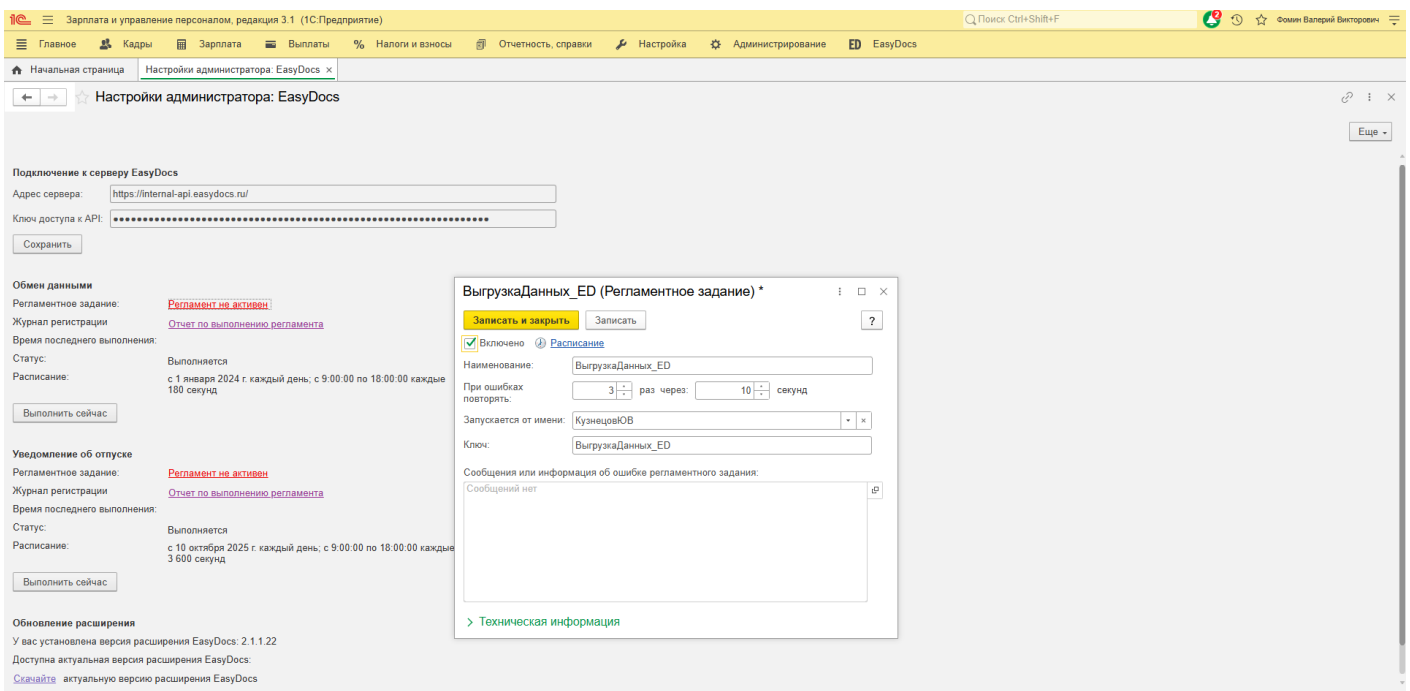 Зарплата и управление персоналом, редакция 3.1 (1С:Предприятие)
Поиск Ctrl+Shift+F
2
Фомин Валерий Викторович
Главное
Кадры
Зарплата
Выплаты
% Налоги и взносы
Отчетность, справки
Настройка
Администрирование
ED EasyDocs
Начальная страница
Настройки администратора: EasyDocs ×
Настройки администратора: EasyDocs
Еще
Подключение к серверу EasyDocs
Адрес сервера: https://internal-api.easydocs.ru/
Ключ доступа к API:
Сохранить
Обмен данными
Регламентное задание: Регламент не активен
Журнал регистрации Отчет по выполнению регламента
Время последнего выполнения:
Статус: Выполняется
Расписание: с 1 января 2024 г. каждый день; с 9:00:00 по 18:00:00 каждые
180 секунд
Выполнить сейчас
Уведомление об отпуске
Регламентное задание: Регламент не активен
Журнал регистрации Отчет по выполнению регламента
Время последнего выполнения:
Статус: Выполняется
Расписание: с 10 октября 2025 г. каждый день; с 9:00:00 по 18:00:00 каждые
3 600 секунд
Выполнить сейчас
Обновление расширения
У вас установлена версия расширения EasyDocs: 2.1.1.22
Доступна актуальная версия расширения EasyDocs:
Скачайте актуальную версию расширения EasyDocs
ВыгрузкаДанных_ED (Регламентное задание) *
Записать и закрыть
Записать
?
Включено Расписание
Наименование: ВыгрузкаДанных_ED
При ошибках
повторять: 3 раз через: 10 секунд
Запускается от имени: КузнецовЮВ
Ключ: ВыгрузкаДанных_ED
Сообщения или информация об ошибке регламентного задания:
Сообщений нет
Техническая информация